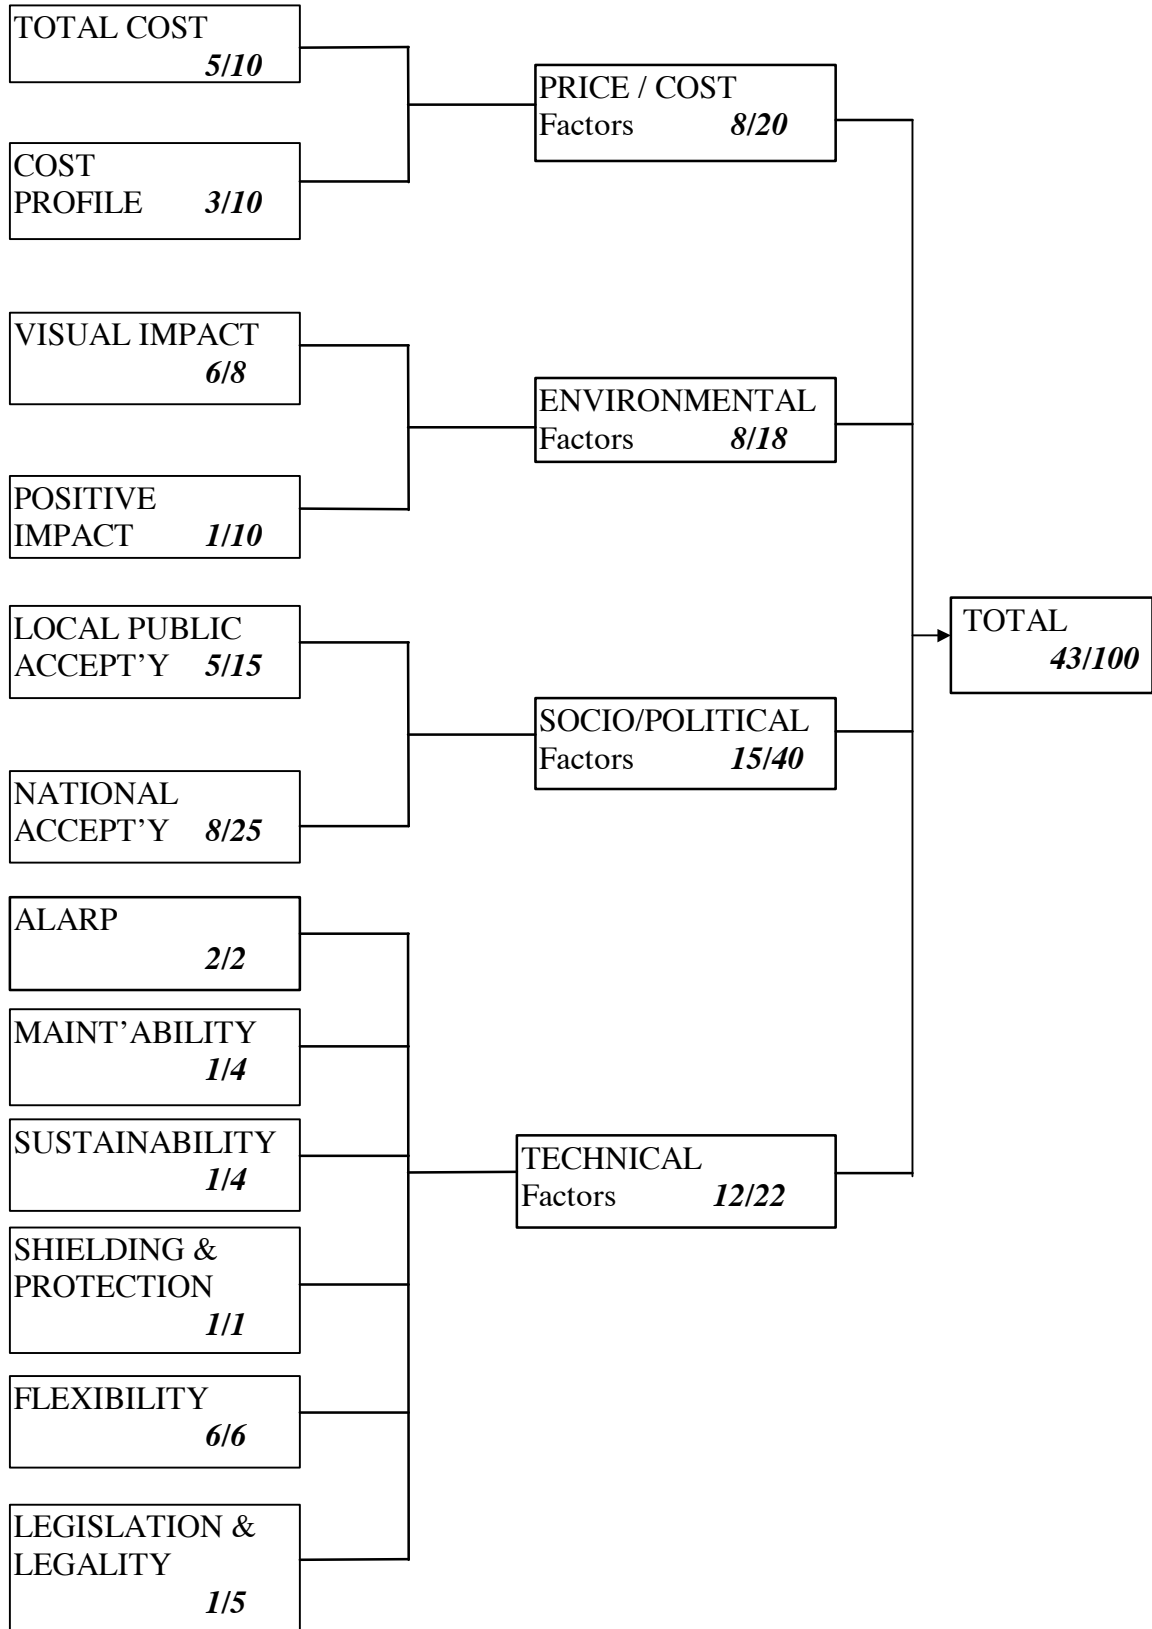 TOTAL COST
5/10
COST
PROFILE 3/10
VISUAL IMPACT
6/8
POSITIVE
IMPACT 1/10
LOCAL PUBLIC
ACCEPT'Y 5/15
NATIONAL
ACCEPT'Y 8/25
ALARP
2/2
MAINT'ABILITY
1/4
SUSTAINABILITY
1/4
SHIELDING &
PROTECTION
1/1
FLEXIBILITY
6/6
LEGISLATION &
LEGALITY
1/5
PRICE / COST
Factors 8/20
ENVIRONMENTAL
Factors 8/18
SOCIO/POLITICAL
Factors 15/40
TECHNICAL
Factors 12/22
TOTAL
43/100